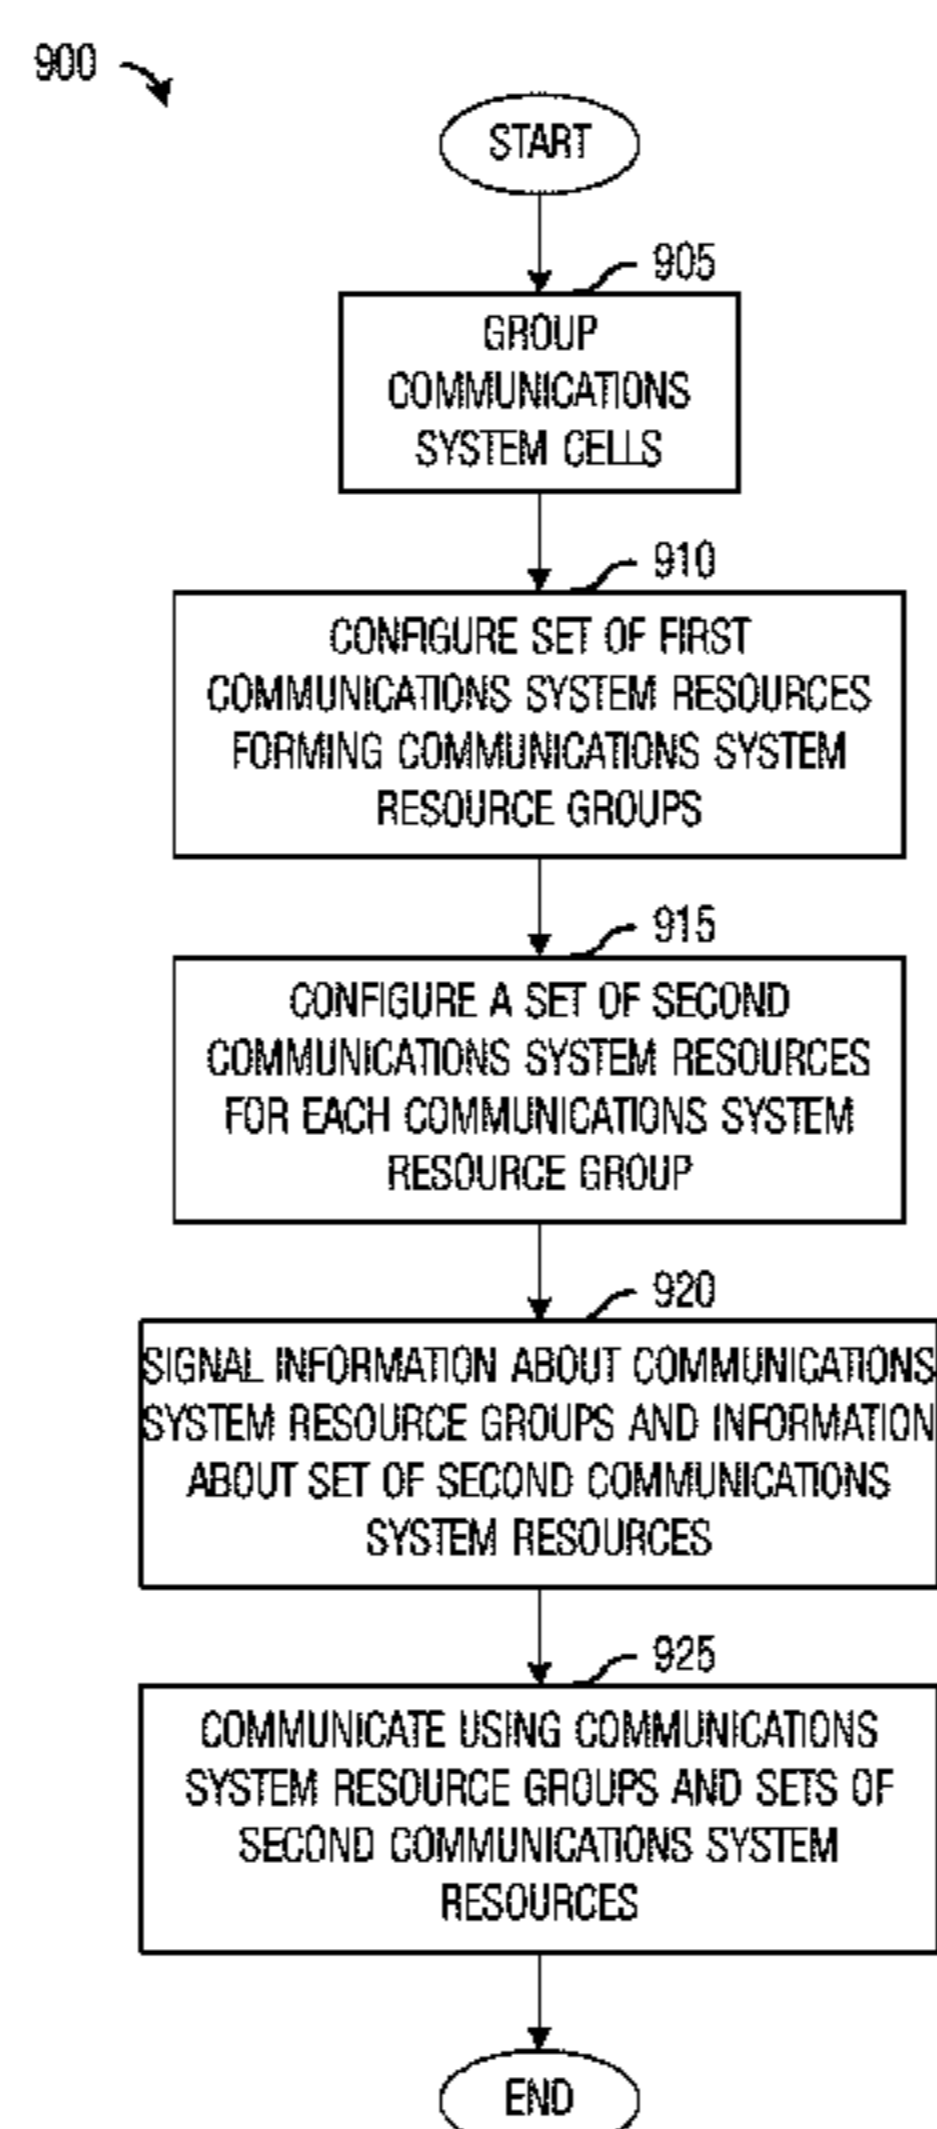 900
START
905
GROUP
COMMUNICATIONS
SYSTEM CELLS
910
CONFIGURE SET OF FIRST
COMMUNICATIONS SYSTEM RESOURCES
FORMING COMMUNICATIONS SYSTEM
RESOURCE GROUPS
915
CONFIGURE A SET OF SECOND
COMMUNICATIONS SYSTEM RESOURCES
FOR EACH COMMUNICATIONS SYSTEM
RESOURCE GROUP
920
SIGNAL INFORMATION ABOUT COMMUNICATIONS
SYSTEM RESOURCE GROUPS AND INFORMATION
ABOUT SET OF SECOND COMMUNICATIONS
SYSTEM RESOURCES
925
COMMUNICATE USING COMMUNICATIONS
SYSTEM RESOURCE GROUPS AND SETS OF
SECOND COMMUNICATIONS SYSTEM
RESOURCES
END